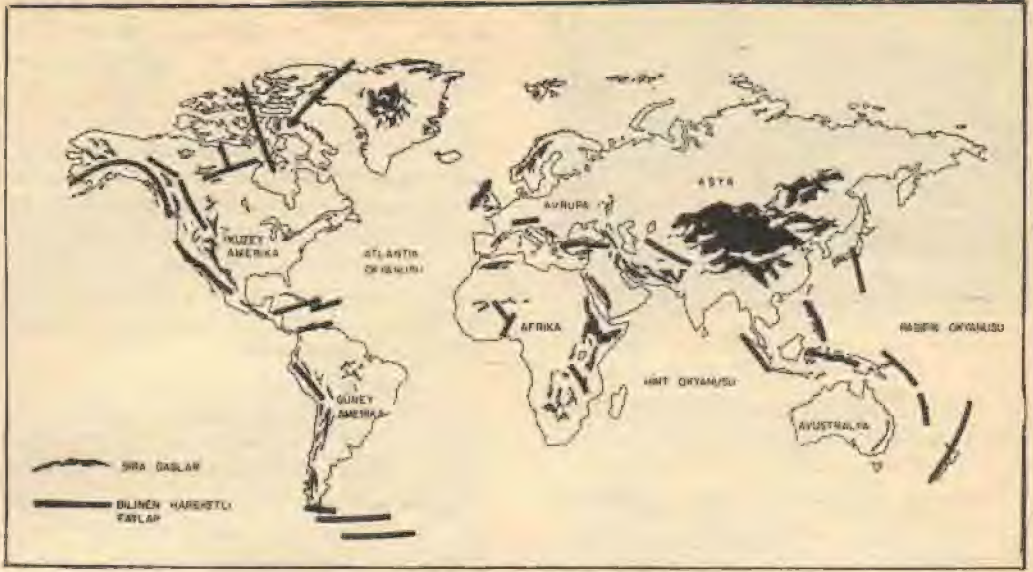 ASYA
AVRUPA
KUZEY
AMERİKA
ATLANTİK
OKYANUSU
AFRİKA
PASİFİK OKYANUSU
HİNT OKYANUSU
GÜNEY
AMERİKA
AVUSTRALYA
SIRA DAĞLAR
BİLİNEN HAREKETLİ
FAYLAR